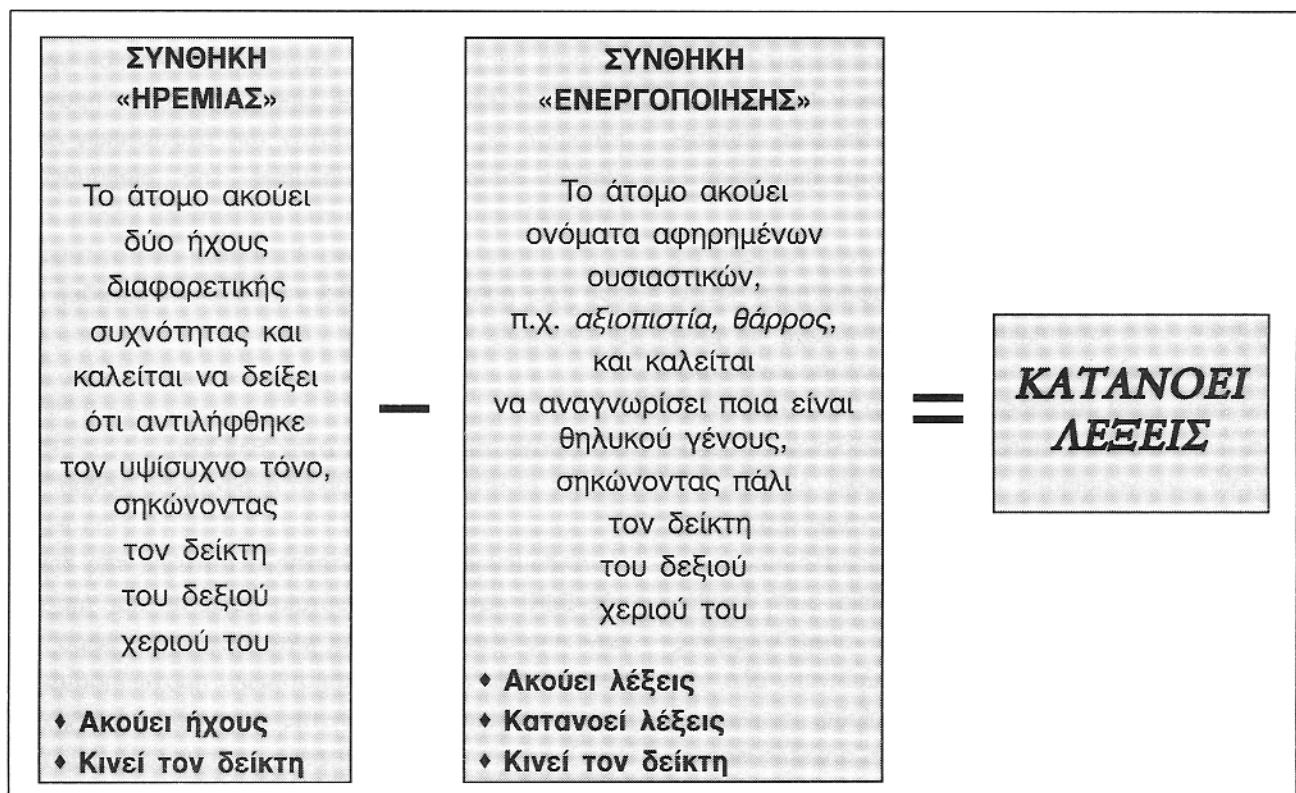 ΣΥΝΘΗΚΗ
«ΗΡΕΜΙΑΣ»
Το άτομο ακούει
δύο ήχους
διαφορετικής
συχνότητας και
καλείται να δείξει
ότι αντιλήφθηκε
τον υψίσυχνο τόνο,
σηκώνοντας
τον δείκτη
του δεξιού
χεριού του
♦ Ακούει ήχους
♦ Κινεί τον δείκτη
–
ΣΥΝΘΗΚΗ
«ΕΝΕΡΓΟΠΟΙΗΣΗΣ»
Το άτομο ακούει
ονόματα αφηρημένων
ουσιαστικών,
π.χ. αξιοπιστία, θάρρος,
και καλείται
να αναγνωρίσει ποια είναι
θηλυκού γένους,
σηκώνοντας πάλι
τον δείκτη
του δεξιού
χεριού του
♦ Ακούει λέξεις
♦ Κατανοεί λέξεις
♦ Κινεί τον δείκτη
=
ΚΑΤΑΝΟΕΙ
ΛΕΞΕΙΣ